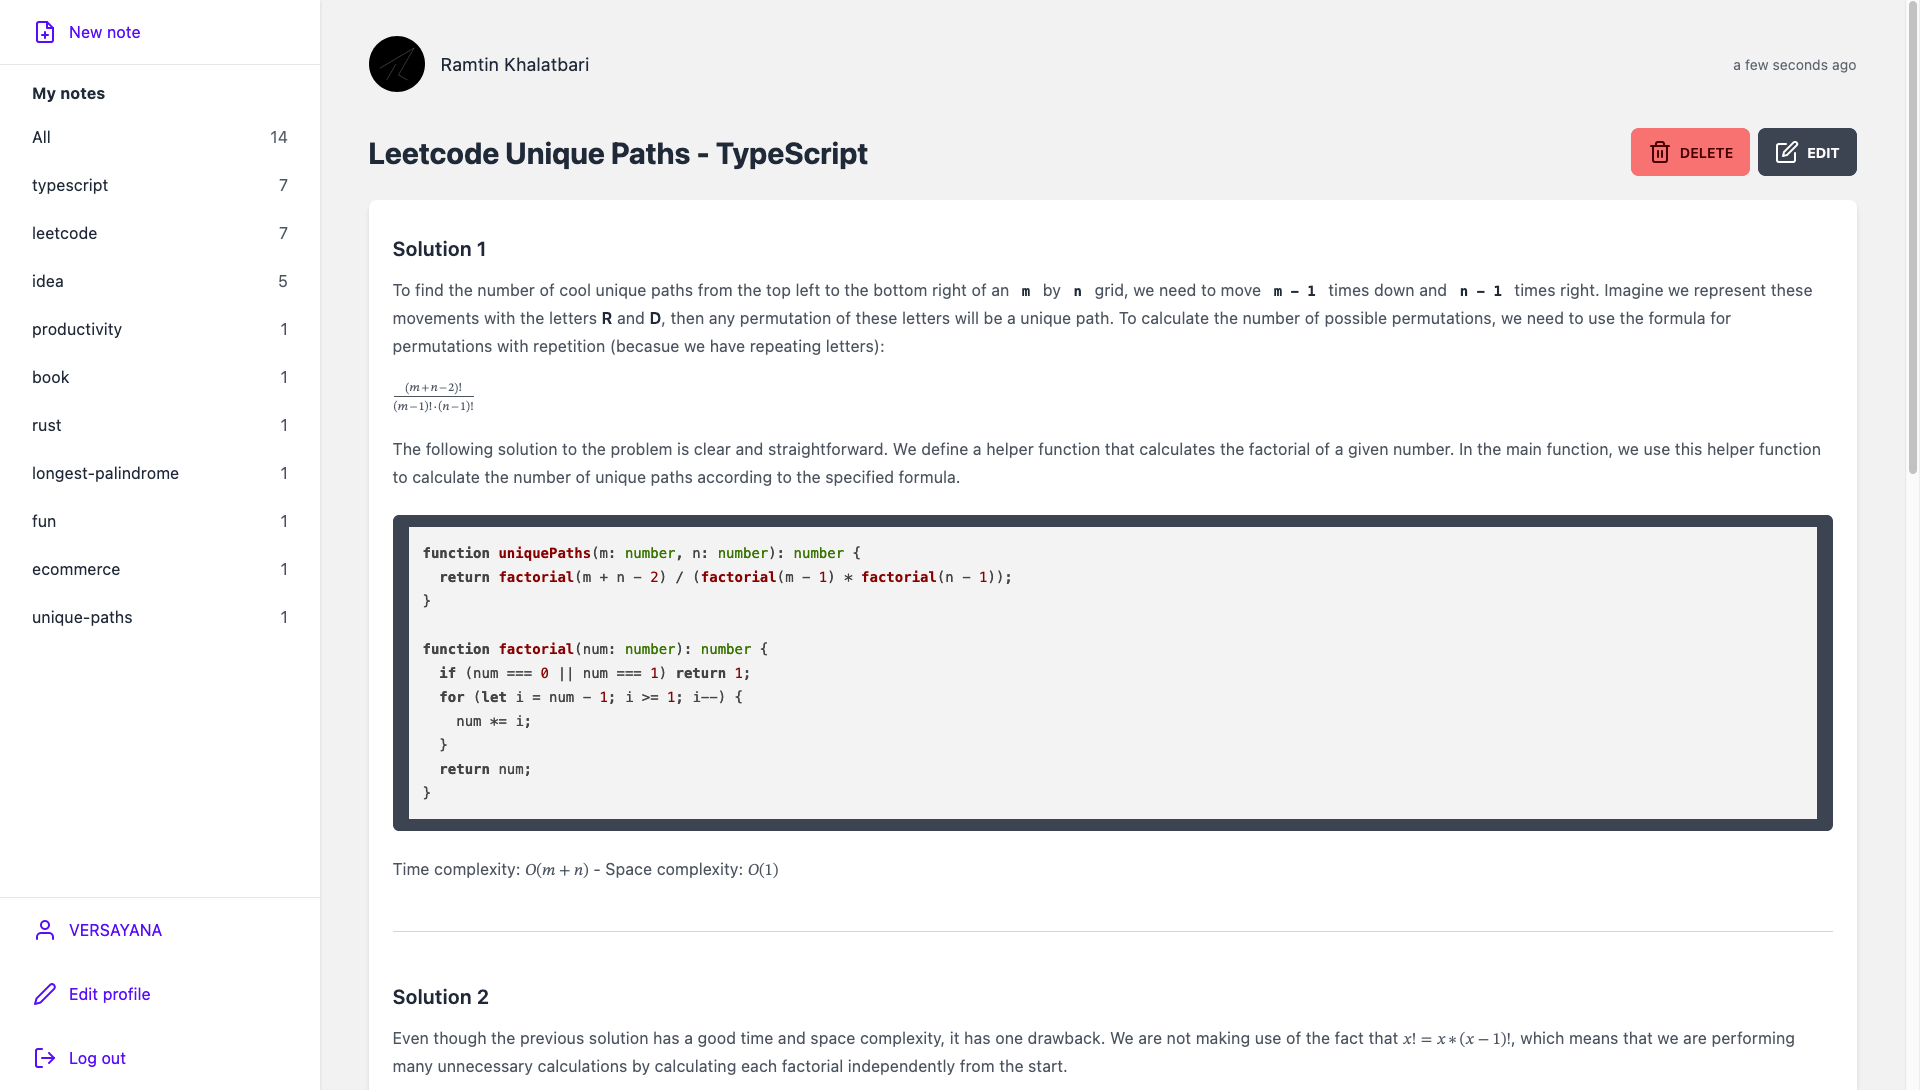 New note
My notes
All 14
typescript 7
leetcode 7
idea 5
productivity 1
book 1
rust 1
longest-palindrome 1
fun 1
ecommerce 1
unique-paths 1
VERSAYANA
Edit profile
Log out
Ramtin Khalatbari
a few seconds ago
Leetcode Unique Paths - TypeScript
DELETE
EDIT
Solution 1
To find the number of cool unique paths from the top left to the bottom right of an m by n grid, we need to move m - 1 times down and n - 1 times right. Imagine we represent these
movements with the letters R and D, then any permutation of these letters will be a unique path. To calculate the number of possible permutations, we need to use the formula for
permutations with repetition (becasue we have repeating letters):
(m+n−2)!
(m−1)!·(n−1)!
The following solution to the problem is clear and straightforward. We define a helper function that calculates the factorial of a given number. In the main function, we use this helper function
to calculate the number of unique paths according to the specified formula.
function uniquePaths(m: number, n: number): number {
  return factorial(m + n - 2) / (factorial(m - 1) * factorial(n - 1));
}
function factorial(num: number): number {
  if (num === 0 || num === 1) return 1;
  for (let i = num - 1; i >= 1; i--) {
    num *= i;
  }
  return num;
}
Time complexity: O(m + n) - Space complexity: O(1)
Solution 2
Even though the previous solution has a good time and space complexity, it has one drawback. We are not making use of the fact that x! = x ∗ (x − 1)!, which means that we are performing
many unnecessary calculations by calculating each factorial independently from the start.